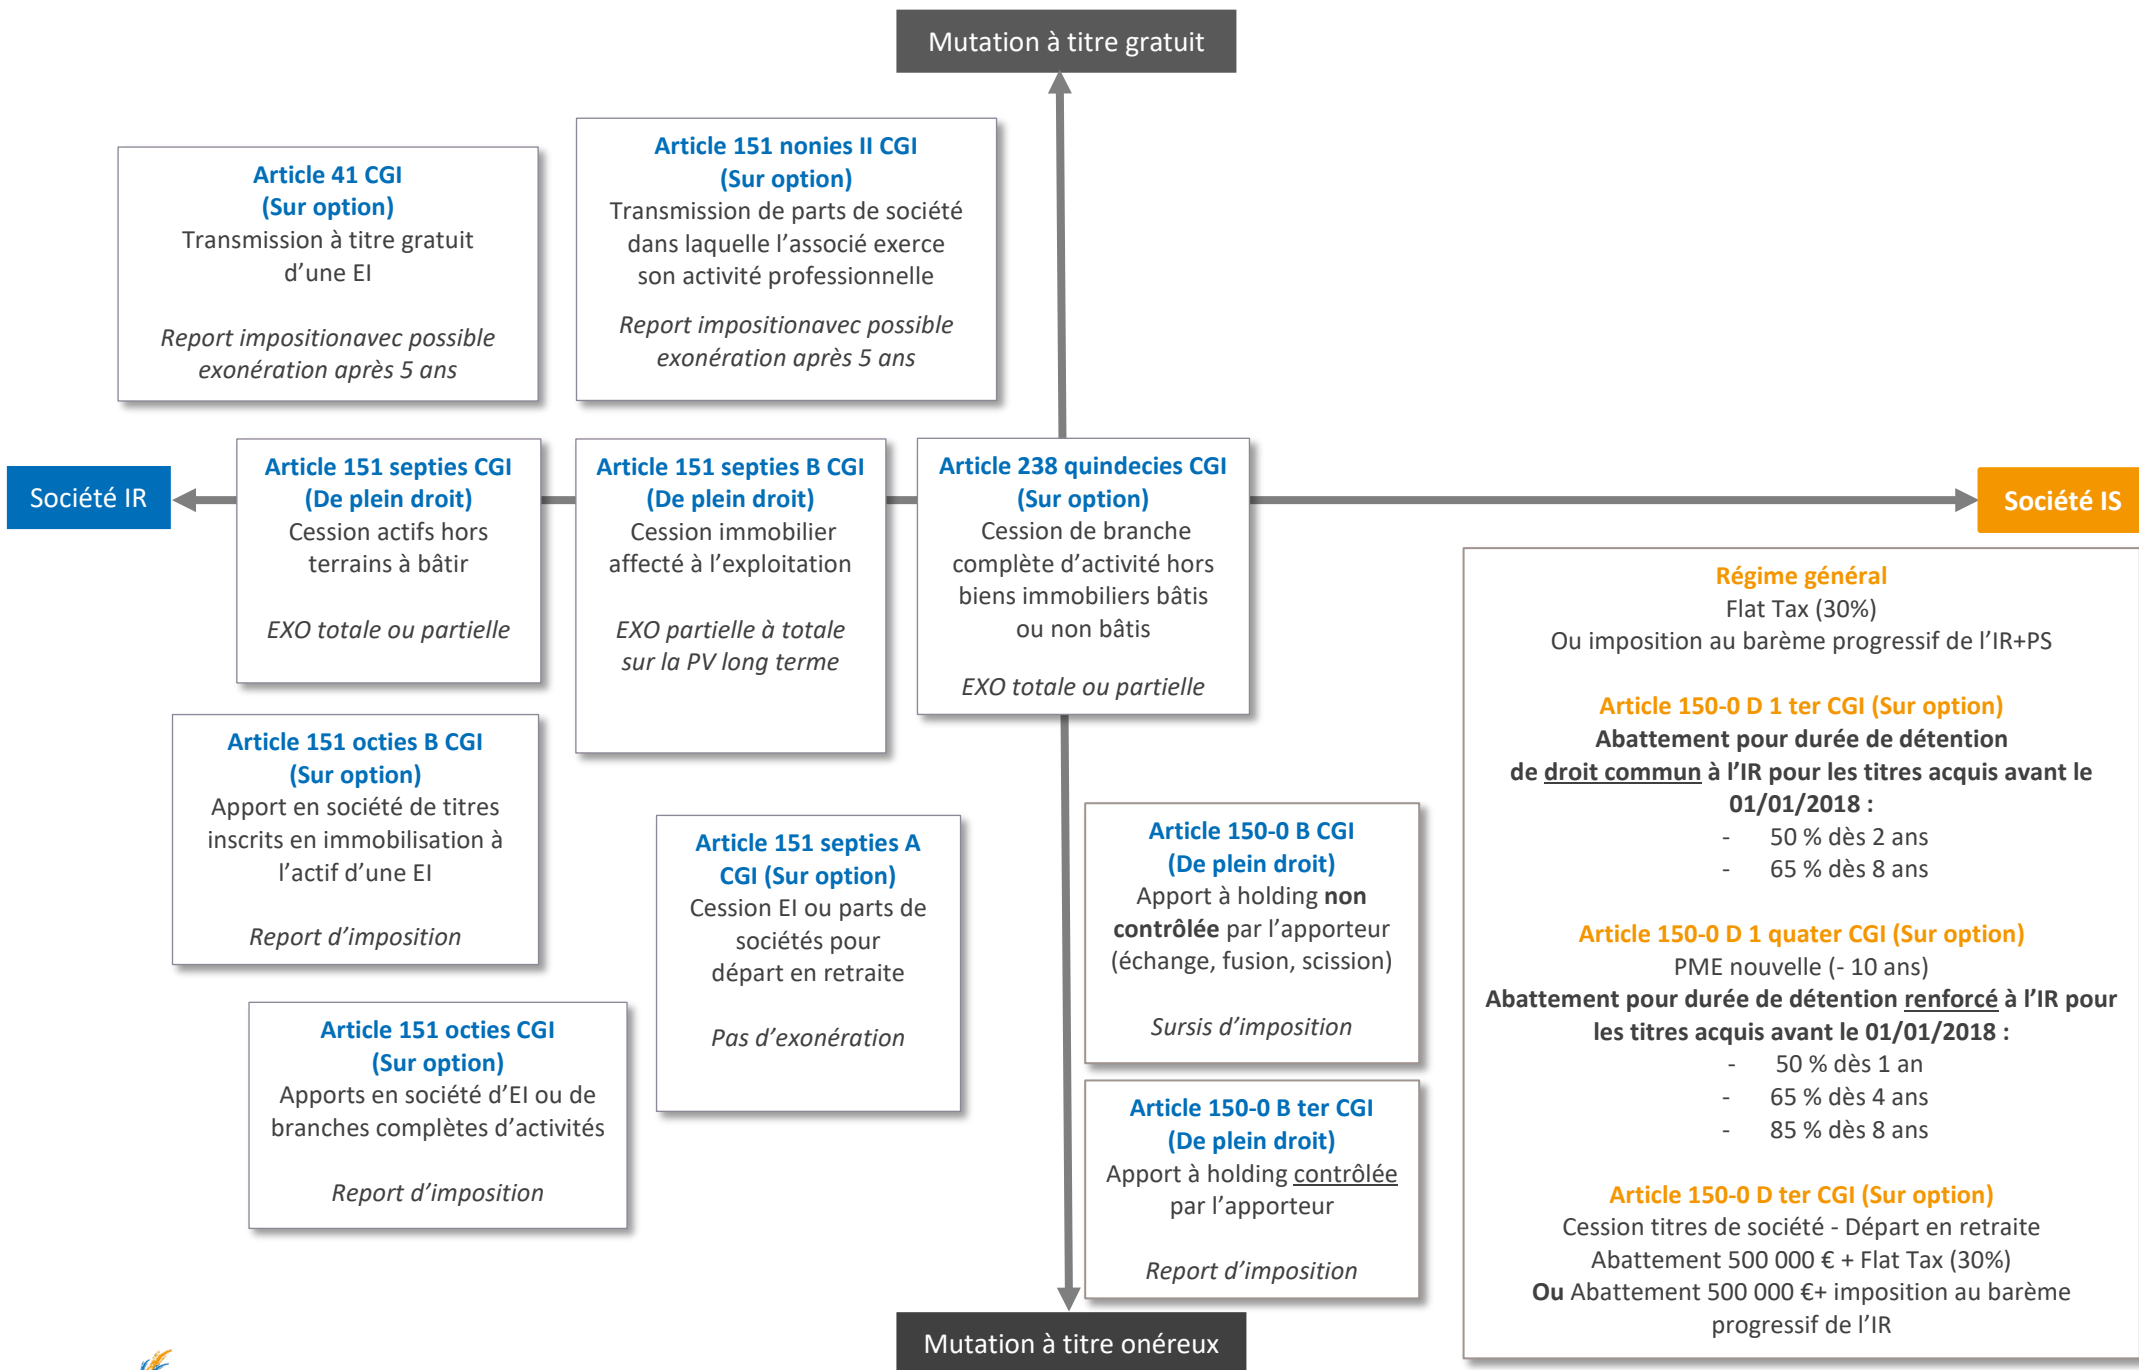 Mutation à titre gratuit
Article 41 CGI
(Sur option)
Transmission à titre gratuit
d’une EI
Report impositionavec possible
exonération après 5 ans
Article 151 nonies II CGI
(Sur option)
Transmission de parts de société
dans laquelle l’associé exerce
son activité professionnelle
Report impositionavec possible
exonération après 5 ans
Société IR
Article 151 septies CGI
(De plein droit)
Cession actifs hors
terrains à bâtir
EXO totale ou partielle
Article 151 septies B CGI
(De plein droit)
Cession immobilier
affecté à l’exploitation
EXO partielle à totale
sur la PV long terme
Article 238 quindecies CGI
(Sur option)
Cession de branche
complète d’activité hors
biens immobiliers bâtis
ou non bâtis
EXO totale ou partielle
Société IS
Article 151 octies B CGI
(Sur option)
Apport en société de titres
inscrits en immobilisation à
l’actif d’une EI
Report d’imposition
Article 151 septies A
CGI (Sur option)
Cession EI ou parts de
sociétés pour
départ en retraite
Pas d’exonération
Article 151 octies CGI
(Sur option)
Apports en société d’EI ou de
branches complètes d’activités
Report d’imposition
Article 150-0 B CGI
(De plein droit)
Apport à holding non
contrôlée par l’apporteur
(échange, fusion, scission)
Sursis d’imposition
Article 150-0 B ter CGI
(De plein droit)
Apport à holding contrôlée
par l’apporteur
Report d’imposition
Régime général
Flat Tax (30%)
Ou imposition au barème progressif de l’IR+PS
Article 150-0 D 1 ter CGI (Sur option)
Abattement pour durée de détention
de droit commun à l’IR pour les titres acquis avant le
01/01/2018 :
- 50 % dès 2 ans
- 65 % dès 8 ans
Article 150-0 D 1 quater CGI (Sur option)
PME nouvelle (- 10 ans)
Abattement pour durée de détention renforcé à l’IR pour
les titres acquis avant le 01/01/2018 :
- 50 % dès 1 an
- 65 % dès 4 ans
- 85 % dès 8 ans
Article 150-0 D ter CGI (Sur option)
Cession titres de société - Départ en retraite
Abattement 500 000 € + Flat Tax (30%)
Ou Abattement 500 000 €+ imposition au barème
progressif de l’IR
Mutation à titre onéreux